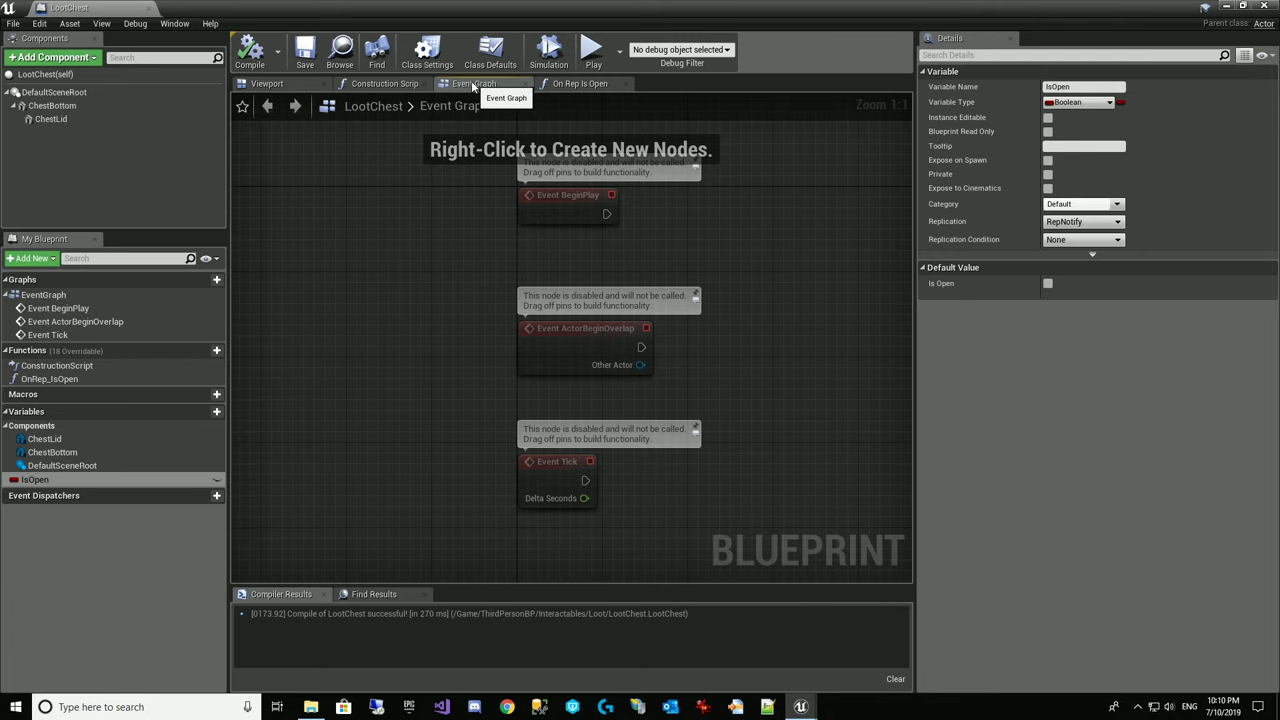 LootChest
File Edit Asset View Debug Window Help
Parent class: Actor
Components
Add Component
Search
LootChest(self)
DefaultSceneRoot
ChestBottom
ChestLid
My Blueprint
Add New
Search
Graphs
EventGraph
Event BeginPlay
Event ActorBeginOverlap
Event Tick
Functions (18 Overridable)
ConstructionScript
OnRep_IsOpen
Macros
Variables
Components
ChestLid
ChestBottom
DefaultSceneRoot
IsOpen
Event Dispatchers
Compile Save Browse Find Class Settings Class Defaults Simulation Play
No debug object selected
Debug Filter
Viewport Construction Scrip Event Graph On Rep Is Open
Event Graph
LootChest > Event Grap
Zoom 1:1
Right-Click to Create New Nodes.
This node is disabled and will not be called.
Drag off pins to build functionality.
Event BeginPlay
This node is disabled and will not be called.
Drag off pins to build functionality.
Event ActorBeginOverlap
Other Actor
This node is disabled and will not be called.
Drag off pins to build functionality.
Event Tick
Delta Seconds
BLUEPRINT
Compiler Results Find Results
[0173.92] Compile of LootChest successful! [in 270 ms] (/Game/ThirdPersonBP/Interactables/Loot/LootChest.LootChest)
Clear
Details
Search Details
Variable
Variable Name IsOpen
Variable Type Boolean
Instance Editable
Blueprint Read Only
Tooltip
Expose on Spawn
Private
Expose to Cinematics
Category Default
Replication RepNotify
Replication Condition None
Default Value
Is Open
Type here to search
10:10 PM
7/10/2019